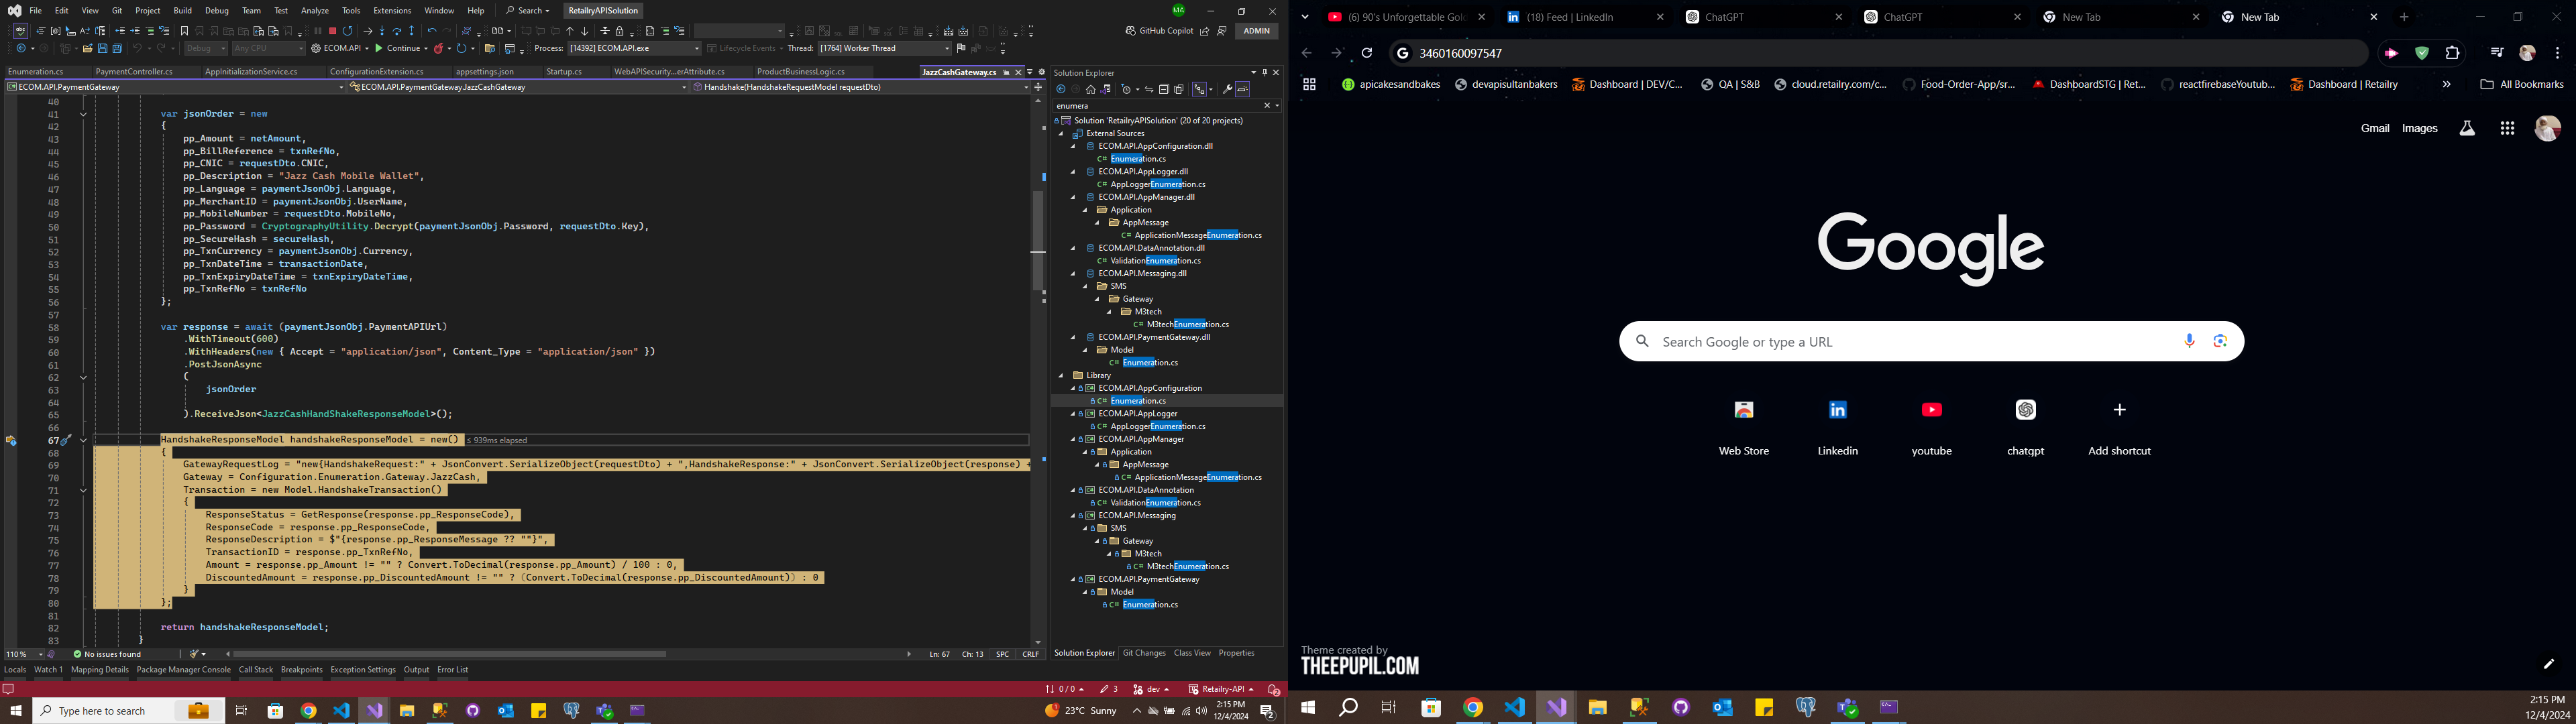 File Edit View Git Project Build Debug Team Test Analyze Tools Extensions Window Help Search RetailryAPISolution MA
GitHub Copilot ADMIN
Debug Any CPU ECOM.API Continue
Process: [14392] ECOM.API.exe Lifecycle Events Thread: [1764] Worker Thread
Enumeration.cs PaymentController.cs AppInitializationService.cs ConfigurationExtension.cs appsettings.json Startup.cs WebAPISecurity...erAttribute.cs ProductBusinessLogic.cs JazzCashGateway.cs
ECOM.API.PaymentGateway ECOM.API.PaymentGateway.JazzCashGateway Handshake(HandshakeRequestModel requestDto)
40
41 var jsonOrder = new
42 {
43 pp_Amount = netAmount,
44 pp_BillReference = txnRefNo,
45 pp_CNIC = requestDto.CNIC,
46 pp_Description = "Jazz Cash Mobile Wallet",
47 pp_Language = paymentJsonObj.Language,
48 pp_MerchantID = paymentJsonObj.UserName,
49 pp_MobileNumber = requestDto.MobileNo,
50 pp_Password = CryptographyUtility.Decrypt(paymentJsonObj.Password, requestDto.Key),
51 pp_SecureHash = secureHash,
52 pp_TxnCurrency = paymentJsonObj.Currency,
53 pp_TxnDateTime = transactionDate,
54 pp_TxnExpiryDateTime = txnExpiryDateTime,
55 pp_TxnRefNo = txnRefNo
56 };
57
58 var response = await (paymentJsonObj.PaymentAPIUrl)
59 .WithTimeout(600)
60 .WithHeaders(new { Accept = "application/json", Content_Type = "application/json" })
61 .PostJsonAsync
62 (
63 jsonOrder
64
65 ).ReceiveJson<JazzCashHandShakeResponseModel>();
66
67 HandshakeResponseModel handshakeResponseModel = new() ≤ 939ms elapsed
68 {
69 GatewayRequestLog = "new{HandshakeRequest:" + JsonConvert.SerializeObject(requestDto) + ",HandshakeResponse:" + JsonConvert.SerializeObject(response) +
70 Gateway = Configuration.Enumeration.Gateway.JazzCash,
71 Transaction = new Model.HandshakeTransaction()
72 {
73 ResponseStatus = GetResponse(response.pp_ResponseCode),
74 ResponseCode = response.pp_ResponseCode,
75 ResponseDescription = $"{response.pp_ResponseMessage ?? ""}",
76 TransactionID = response.pp_TxnRefNo,
77 Amount = response.pp_Amount != "" ? Convert.ToDecimal(response.pp_Amount) / 100 : 0,
78 DiscountedAmount = response.pp_DiscountedAmount != "" ? (Convert.ToDecimal(response.pp_DiscountedAmount)) : 0
79 }
80 };
81
82 return handshakeResponseModel;
83 }
110 % No issues found Ln: 67 Ch: 13 SPC CRLF
Locals Watch 1 Mapping Details Package Manager Console Call Stack Breakpoints Exception Settings Output Error List
Solution Explorer
enumera
Solution 'RetailryAPISolution' (20 of 20 projects)
External Sources
ECOM.API.AppConfiguration.dll
C# Enumeration.cs
ECOM.API.AppLogger.dll
C# AppLoggerEnumeration.cs
ECOM.API.AppManager.dll
Application
AppMessage
C# ApplicationMessageEnumeration.cs
ECOM.API.DataAnnotation.dll
C# ValidationEnumeration.cs
ECOM.API.Messaging.dll
SMS
Gateway
M3tech
C# M3techEnumeration.cs
ECOM.API.PaymentGateway.dll
Model
C# Enumeration.cs
Library
ECOM.API.AppConfiguration
C# Enumeration.cs
ECOM.API.AppLogger
C# AppLoggerEnumeration.cs
ECOM.API.AppManager
Application
AppMessage
C# ApplicationMessageEnumeration.cs
ECOM.API.DataAnnotation
C# ValidationEnumeration.cs
ECOM.API.Messaging
SMS
Gateway
M3tech
C# M3techEnumeration.cs
ECOM.API.PaymentGateway
Model
C# Enumeration.cs
Solution Explorer Git Changes Class View Properties
0 / 0 3 dev Retailry-API 2
Type here to search 23°C Sunny 2:15 PM
12/4/2024 2
(6) 90's Unforgettable Gol (18) Feed | LinkedIn ChatGPT ChatGPT New Tab New Tab
3460160097547
apicakesandbakes devapisultanbakers Dashboard | DEV/C... QA | S&B cloud.retailry.com/c... Food-Order-App/sr... DashboardSTG | Ret... reactfirebaseYoutub... Dashboard | Retailry All Bookmarks
Gmail Images
Google
Search Google or type a URL
Web Store Linkedin youtube chatgpt Add shortcut
Theme created by
THEEPUPIL.COM
2:15 PM
12/4/2024